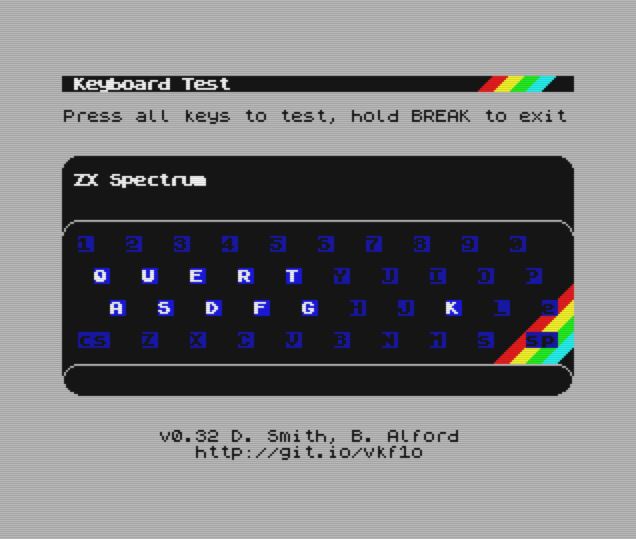 Keyboard Test
Press all keys to test, hold BREAK to exit
ZX Spectrum
1 2 3 4 5 6 7 8 9 0
Q W E R T Y U I O P
A S D F G H J K L e
cs Z X C V B N M s sp
v0.32 D. Smith, B. Alford
http://git.io/vkf1o